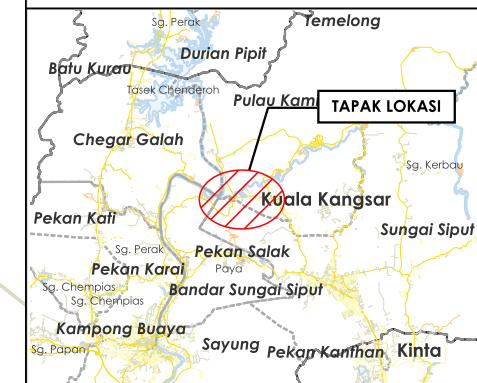 Sg. Perak
Temelong
Durian Pipit
Batu Kurau
Tasek Chenderoh
Pulau Kam
TAPAK LOKASI
Chegar Galah
Sg. Kerbau
Kuala Kangsar
Pekan Kati
Sungai Siput
Sg. Perak
Pekan Salak
Pekan Karai
Paya
Sg. Chempias
Bandar Sungai Siput
Sg. Chempias
Kampong Buaya
Sayung
Sg. Papan
Pekan Kanthan
Kinta